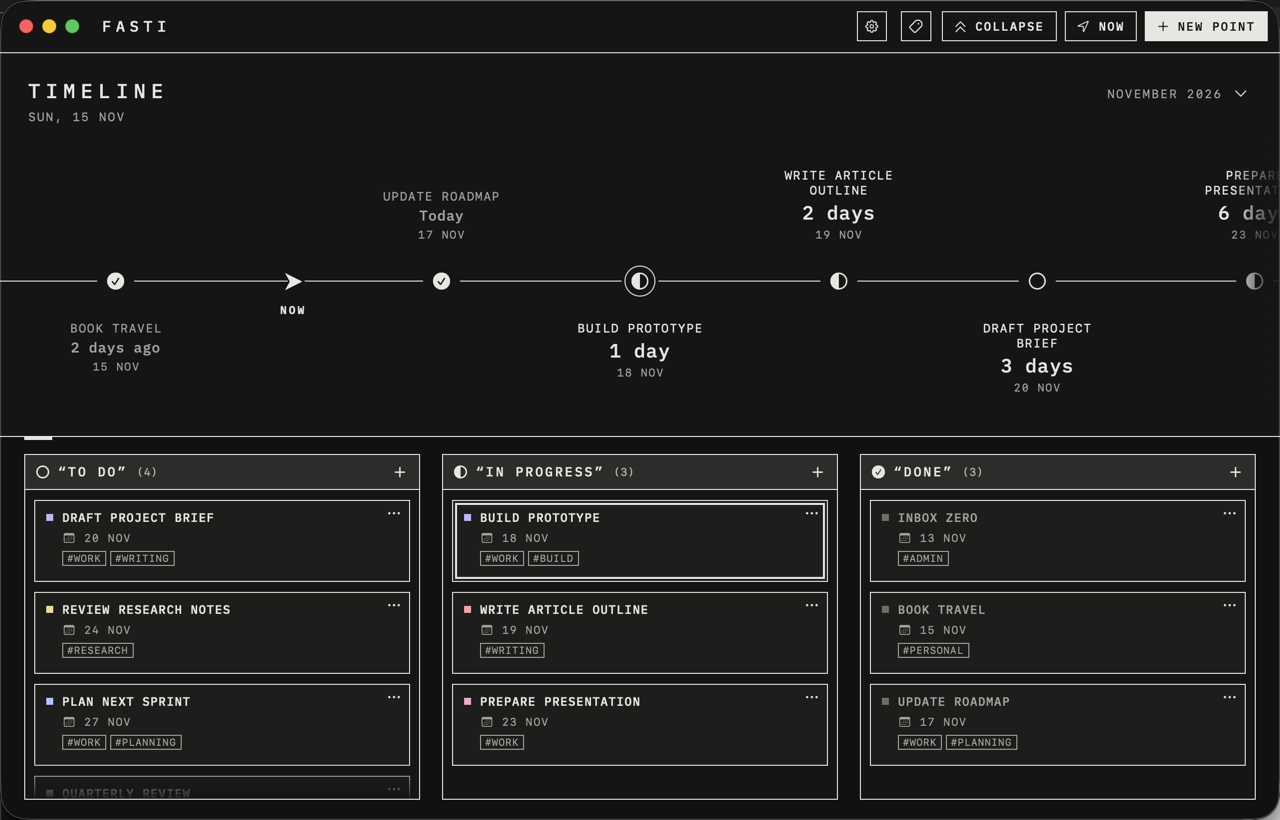 FASTI
COLLAPSE
NOW
+ NEW POINT
TIMELINE
SUN, 15 NOV
NOVEMBER 2026
UPDATE ROADMAP
Today
17 NOV
WRITE ARTICLE
OUTLINE
2 days
19 NOV
6
23 NOV
NOW
BOOK TRAVEL
2 days ago
15 NOV
BUILD PROTOTYPE
1 day
18 NOV
DRAFT PROJECT
BRIEF
3 days
20 NOV
“TO DO” (4) +
DRAFT PROJECT BRIEF ...
20 NOV
#WORK #WRITING
REVIEW RESEARCH NOTES ...
24 NOV
#RESEARCH
PLAN NEXT SPRINT ...
27 NOV
#WORK #PLANNING
QUARTERLY REVIEW ...
“IN PROGRESS” (3) +
BUILD PROTOTYPE ...
18 NOV
#WORK #BUILD
WRITE ARTICLE OUTLINE ...
19 NOV
#WRITING
PREPARE PRESENTATION ...
23 NOV
#WORK
“DONE” (3) +
INBOX ZERO ...
13 NOV
#ADMIN
BOOK TRAVEL ...
15 NOV
#PERSONAL
UPDATE ROADMAP ...
17 NOV
#WORK #PLANNING